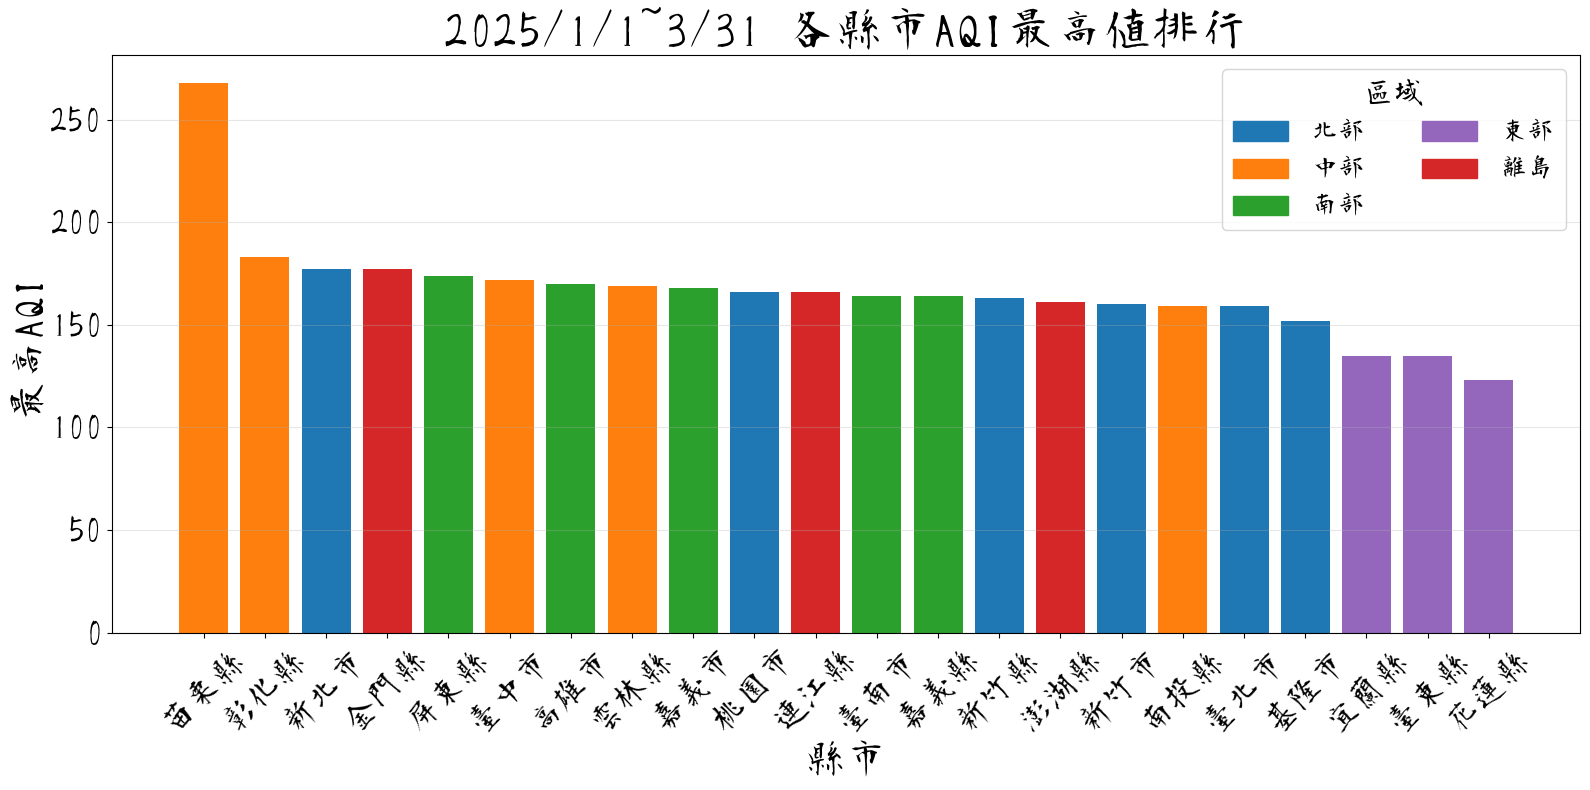 2025/1/1~3/31 各縣市AQI最高值排行
最高AQI
250
200
150
100
50
0
區域
北部
中部
南部
東部
離島
苗栗縣
彰化縣
新北市
金門縣
屏東縣
臺中市
高雄市
雲林縣
嘉義市
桃園市
連江縣
臺南市
嘉義縣
新竹縣
澎湖縣
新竹市
南投縣
臺北市
基隆市
宜蘭縣
臺東縣
花蓮縣
縣市